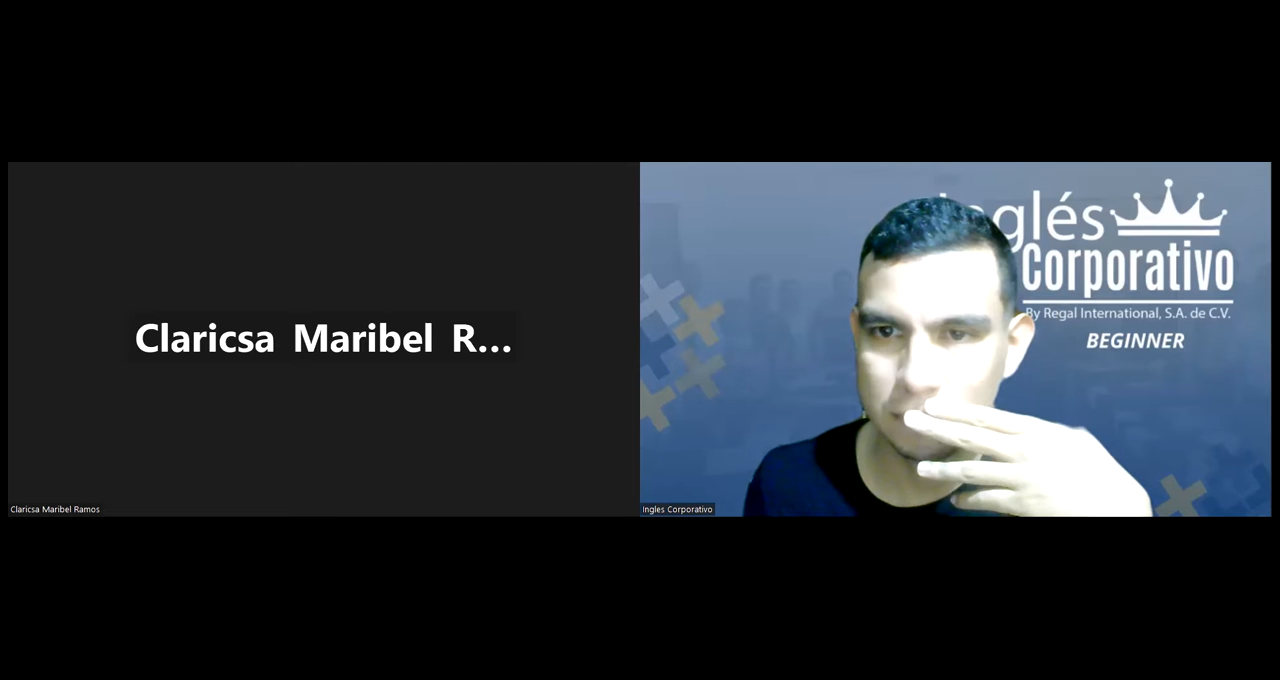 Claricsa Maribel R...
Claricsa Maribel Ramos
Inglés
Corporativo
By Regal International, S.A. de C.V.
BEGINNER
Ingles Corporativo